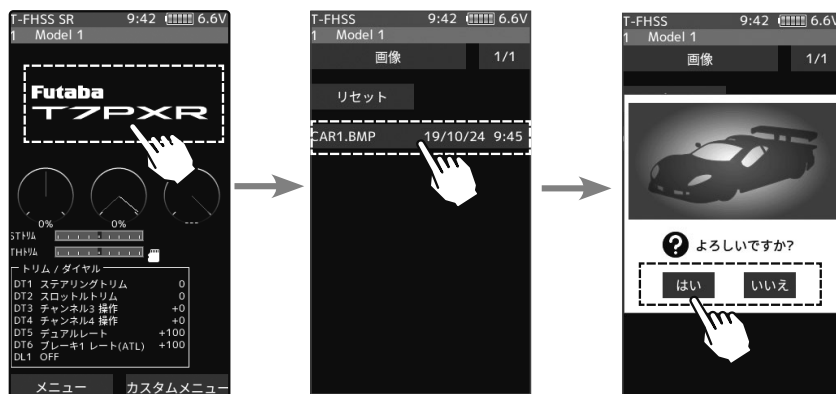 T-FHSS SR 9:42 6.6V
1 Model 1
Futaba
T7PXR
0% 0%
STトリム 5
THトリム 5
トリム / ダイヤル
DT1 ステアリングトリム 0
DT2 スロットルトリム 0
DT3 チャンネル3 操作 +0
DT4 チャンネル4 操作 +0
DT5 デュアルレート +100
DT6 ブレーキ1 レート(ATL) +100
DL1 OFF
メニュー カスタムメニュー
T-FHSS 9:42 6.6V
1 Model 1
画像 1/1
リセット
CAR1.BMP 19/10/24 9:45
T-FHSS 9:42 6.6V
1 Model 1
画像 1/1
? よろしいですか?
はい いいえ